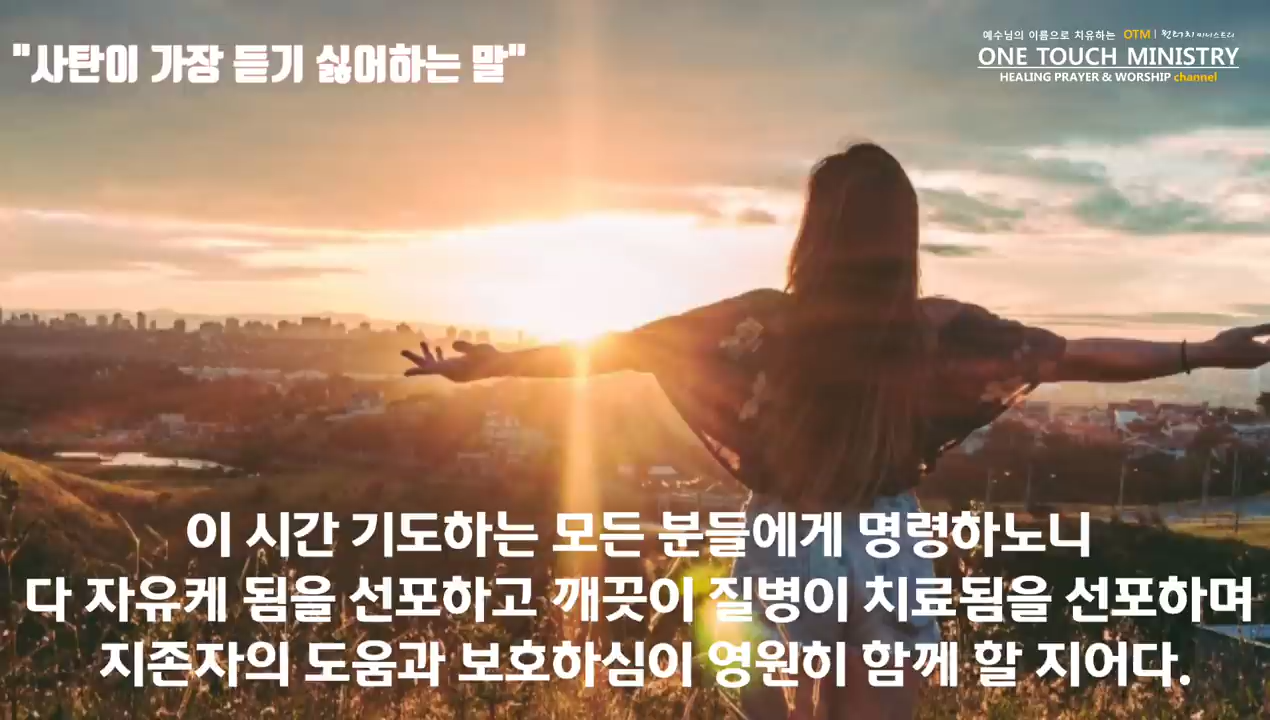 "사탄이 가장 듣기 싫어하는 말"
예수님의 이름으로 치유하는 OTM | 원터치 미니스트리
ONE TOUCH MINISTRY
HEALING PRAYER & WORSHIP channel
이 시간 기도하는 모든 분들에게 명령하노니
다 자유케 됨을 선포하고 깨끗이 질병이 치료됨을 선포하며
지존자의 도움과 보호하심이 영원히 함께 할 지어다.